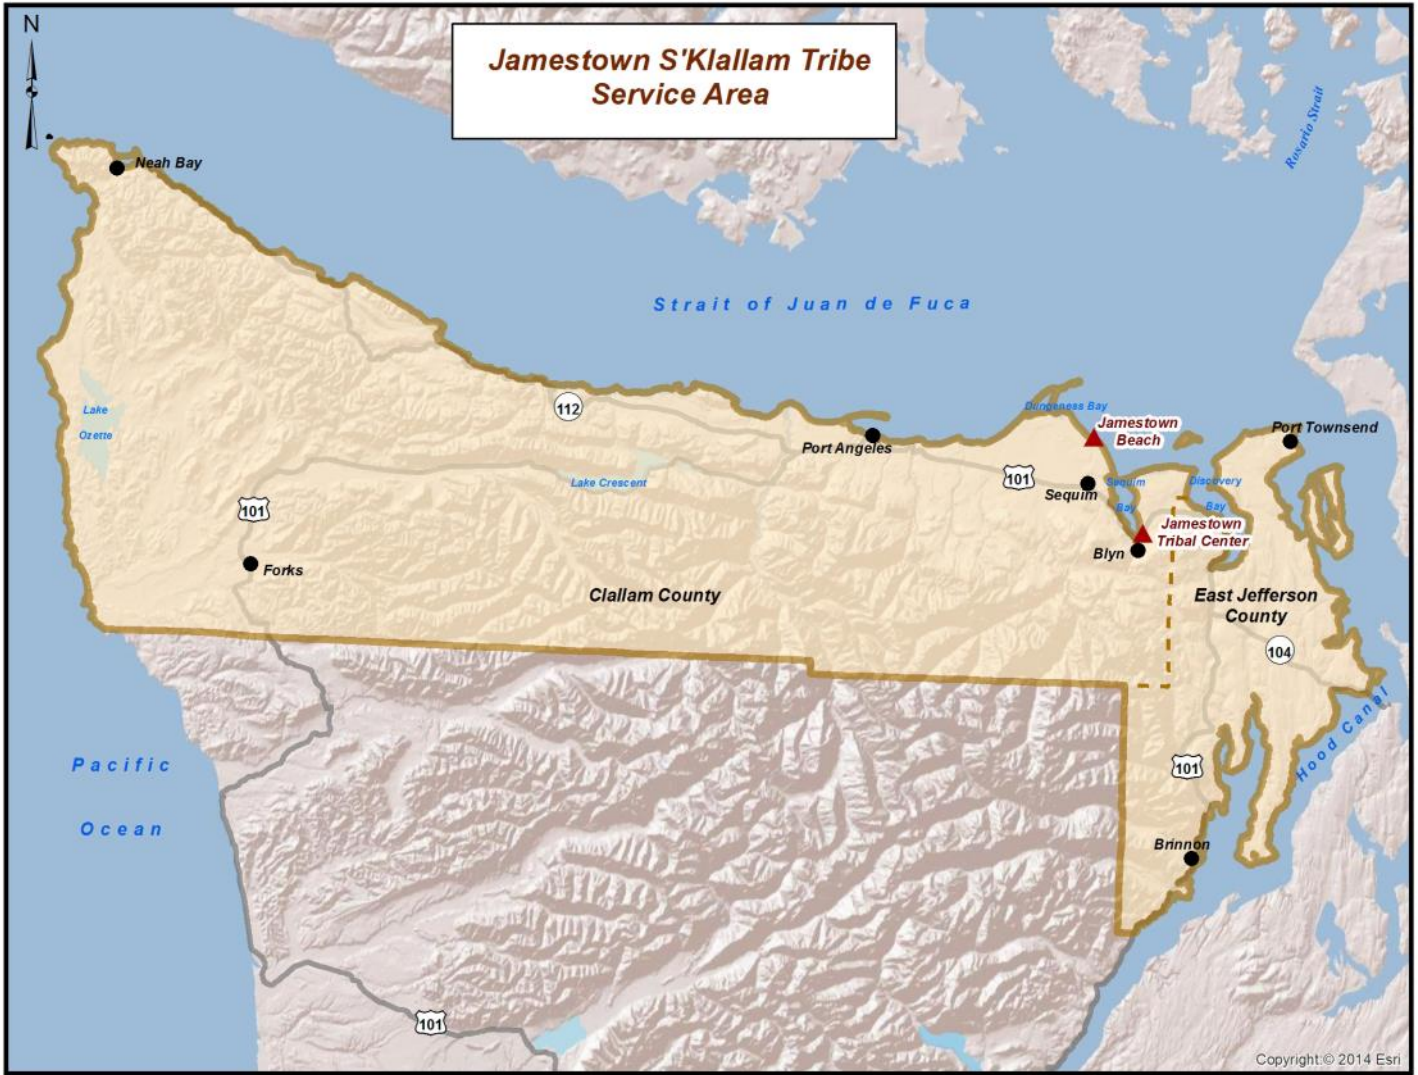 N
Jamestown S'Klallam Tribe
Service Area
Rosario Strait
Neah Bay
Strait of Juan de Fuca
Lake
Ozette
112
Dungeness Bay
Jamestown
Beach
Port Townsend
Port Angeles
Lake Crescent
101
Sequim
Sequim
Bay
Discovery
Bay
101
Jamestown
Tribal Center
Blyn
Forks
Clallam County
East Jefferson
County
104
Hood Canal
Pacific
Ocean
101
Brinnon
101
Copyright:© 2014 Esri